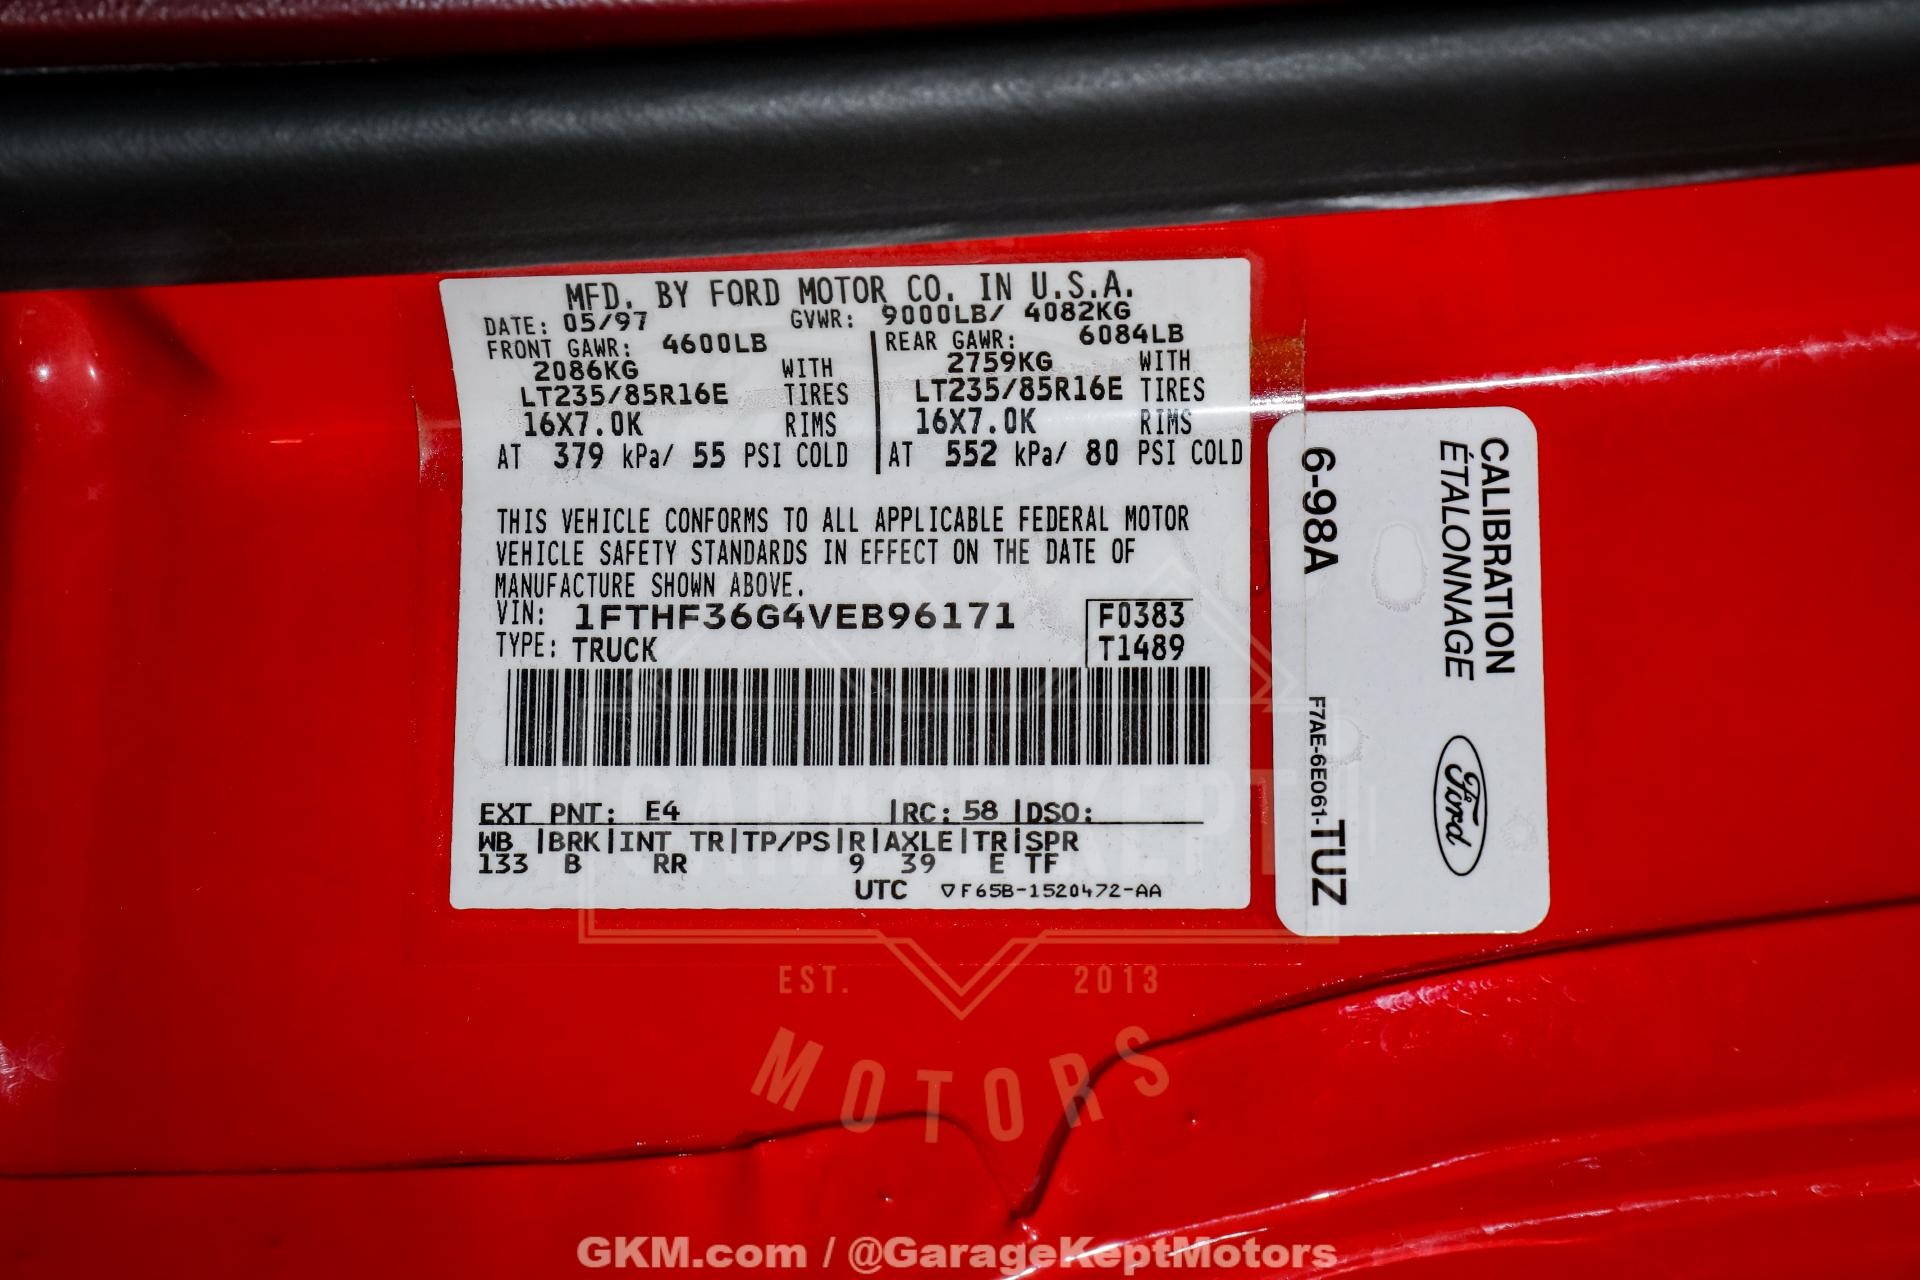 MFD. BY FORD MOTOR CO. IN U.S.A.
DATE: 05/97 GVWR: 9000LB/ 4082KG
FRONT GAWR: 4600LB REAR GAWR: 6084LB
2086KG WITH 2759KG WITH
LT235/85R16E TIRES LT235/85R16E TIRES
16X7.0K RIMS 16X7.0K RIMS
AT 379 kPa/ 55 PSI COLD AT 552 kPa/ 80 PSI COLD
THIS VEHICLE CONFORMS TO ALL APPLICABLE FEDERAL MOTOR
VEHICLE SAFETY STANDARDS IN EFFECT ON THE DATE OF
MANUFACTURE SHOWN ABOVE.
VIN: 1FTHF36G4VEB96171 F0383
TYPE: TRUCK T1489
EXT PNT: E4 |RC: 58 |DSO:
WB |BRK|INT TR|TP/PS|R|AXLE|TR|SPR
133 B RR 9 39 E TF
UTC ▽F65B-1520472-AA
CALIBRATION
ÉTALONNAGE
Ford
6-98A
F7AE-6E061-TUZ
GARAGE KEPT
EST. 2013
MOTORS
GKM.com / @GarageKeptMotors